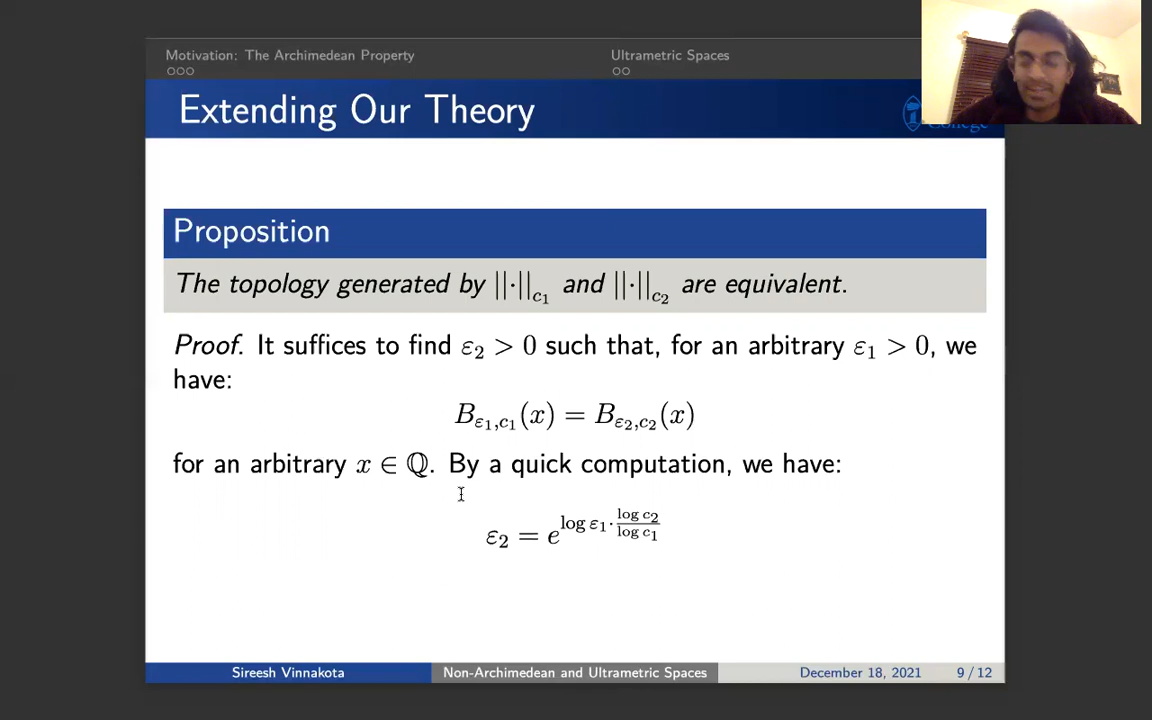 Motivation: The Archimedean Property
Ultrametric Spaces
Extending Our Theory
College
Proposition
The topology generated by ||·||_{c_1} and ||·||_{c_2} are equivalent.
Proof. It suffices to find ε_2 > 0 such that, for an arbitrary ε_1 > 0, we
have:
B_{ε_1,c_1}(x) = B_{ε_2,c_2}(x)
for an arbitrary x ∈ ℚ. By a quick computation, we have:
ε_2 = e^{log ε_1 · \frac{log c_2}{log c_1}}
Sireesh Vinnakota
Non-Archimedean and Ultrametric Spaces
December 18, 2021
9 / 12